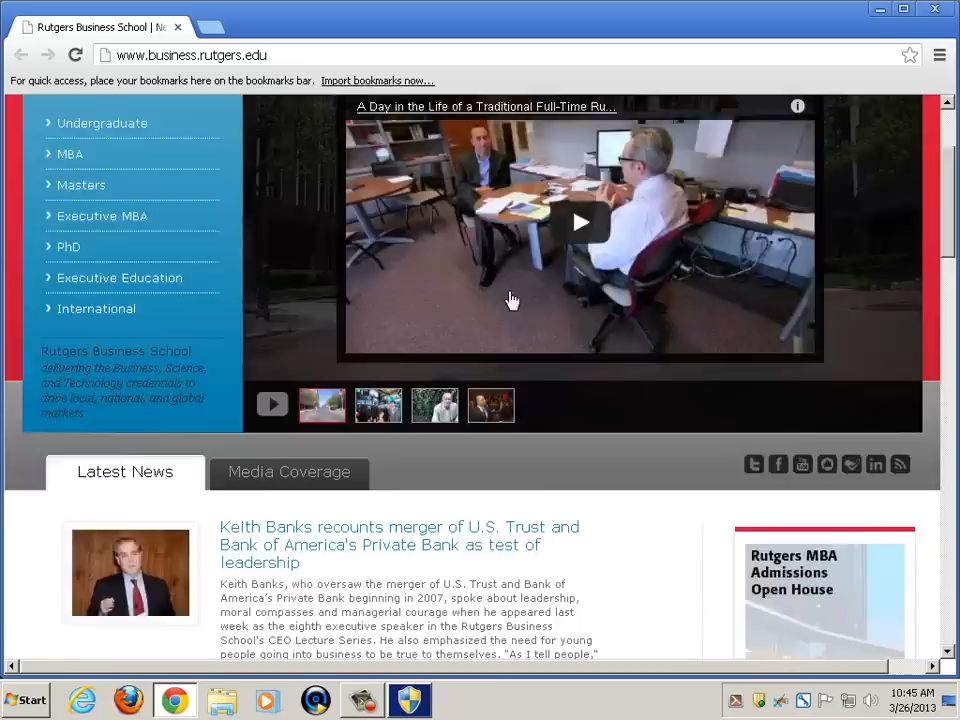 Rutgers Business School | Ne
www.business.rutgers.edu
For quick access, place your bookmarks here on the bookmarks bar. Import bookmarks now...
Undergraduate
MBA
Masters
Executive MBA
PhD
Executive Education
International
Rutgers Business School
delivering the Business, Science,
and Technology credentials to
drive local, national, and global
markets
A Day in the Life of a Traditional Full-Time Ru...
Latest News
Media Coverage
Keith Banks recounts merger of U.S. Trust and
Bank of America's Private Bank as test of
leadership
Keith Banks, who oversaw the merger of U.S. Trust and Bank of
America's Private Bank beginning in 2007, spoke about leadership,
moral compasses and managerial courage when he appeared last
week as the eighth executive speaker in the Rutgers Business
School's CEO Lecture Series. He also emphasized the need for young
people going into business to be true to themselves. "As I tell people,"
Rutgers MBA
Admissions
Open House
Start
10:45 AM
3/26/2013